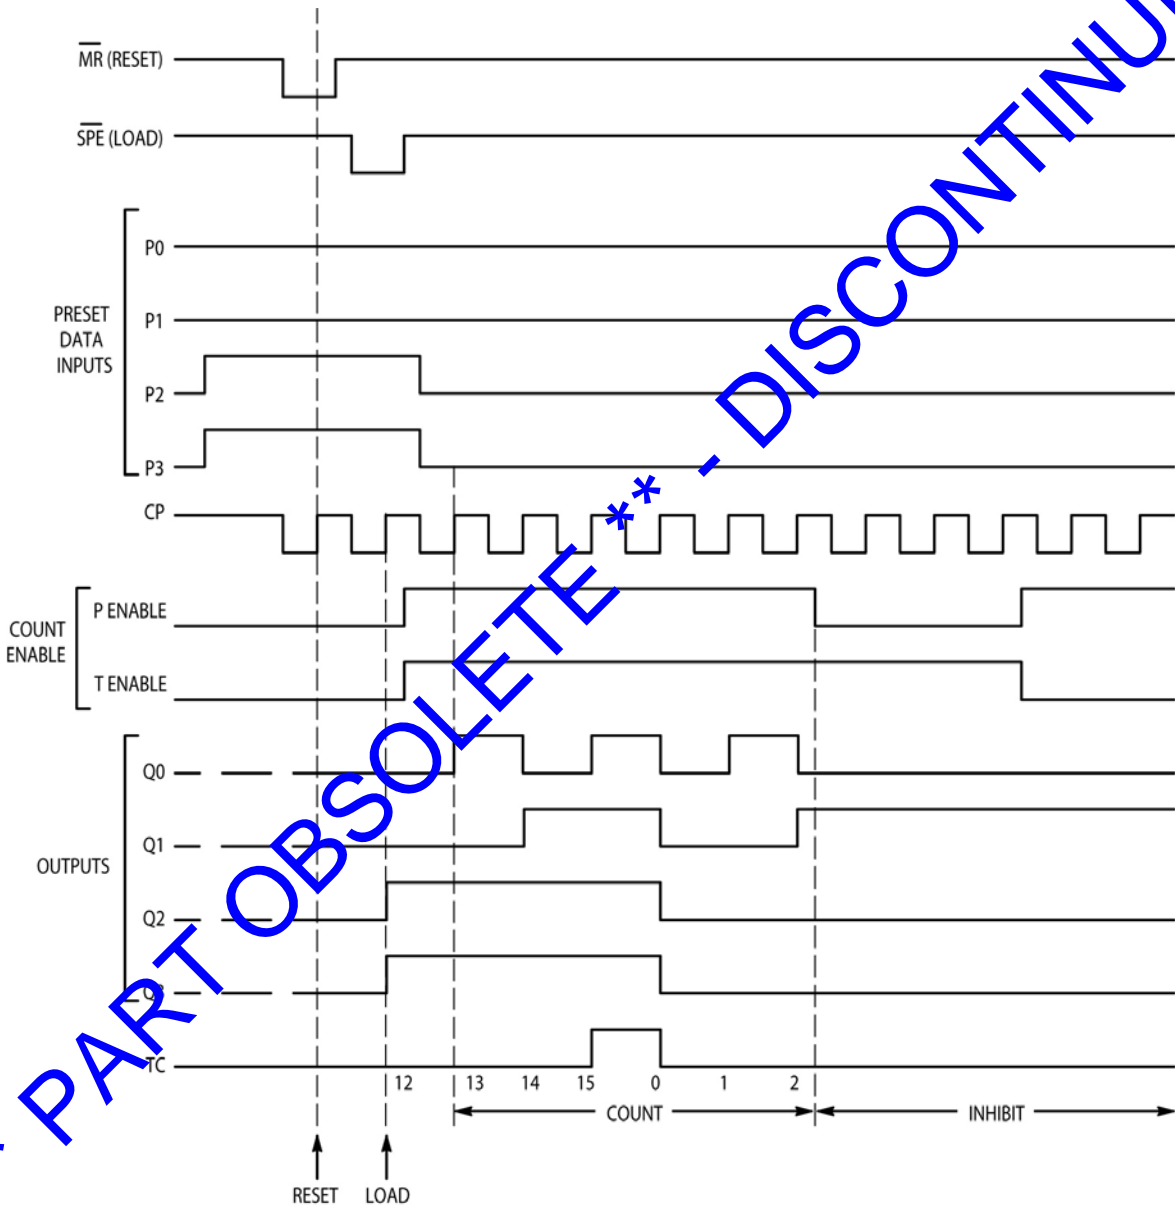 MR (RESET)
SPE (LOAD)
PRESET
DATA
INPUTS
P0
P1
P2
P3
CP
COUNT
ENABLE
P ENABLE
T ENABLE
OUTPUTS
Q0
Q1
Q2
Q3
TC
12 13 14 15 0 1 2
COUNT INHIBIT
RESET LOAD
PART OBSOLETE ** - DISCONTINU